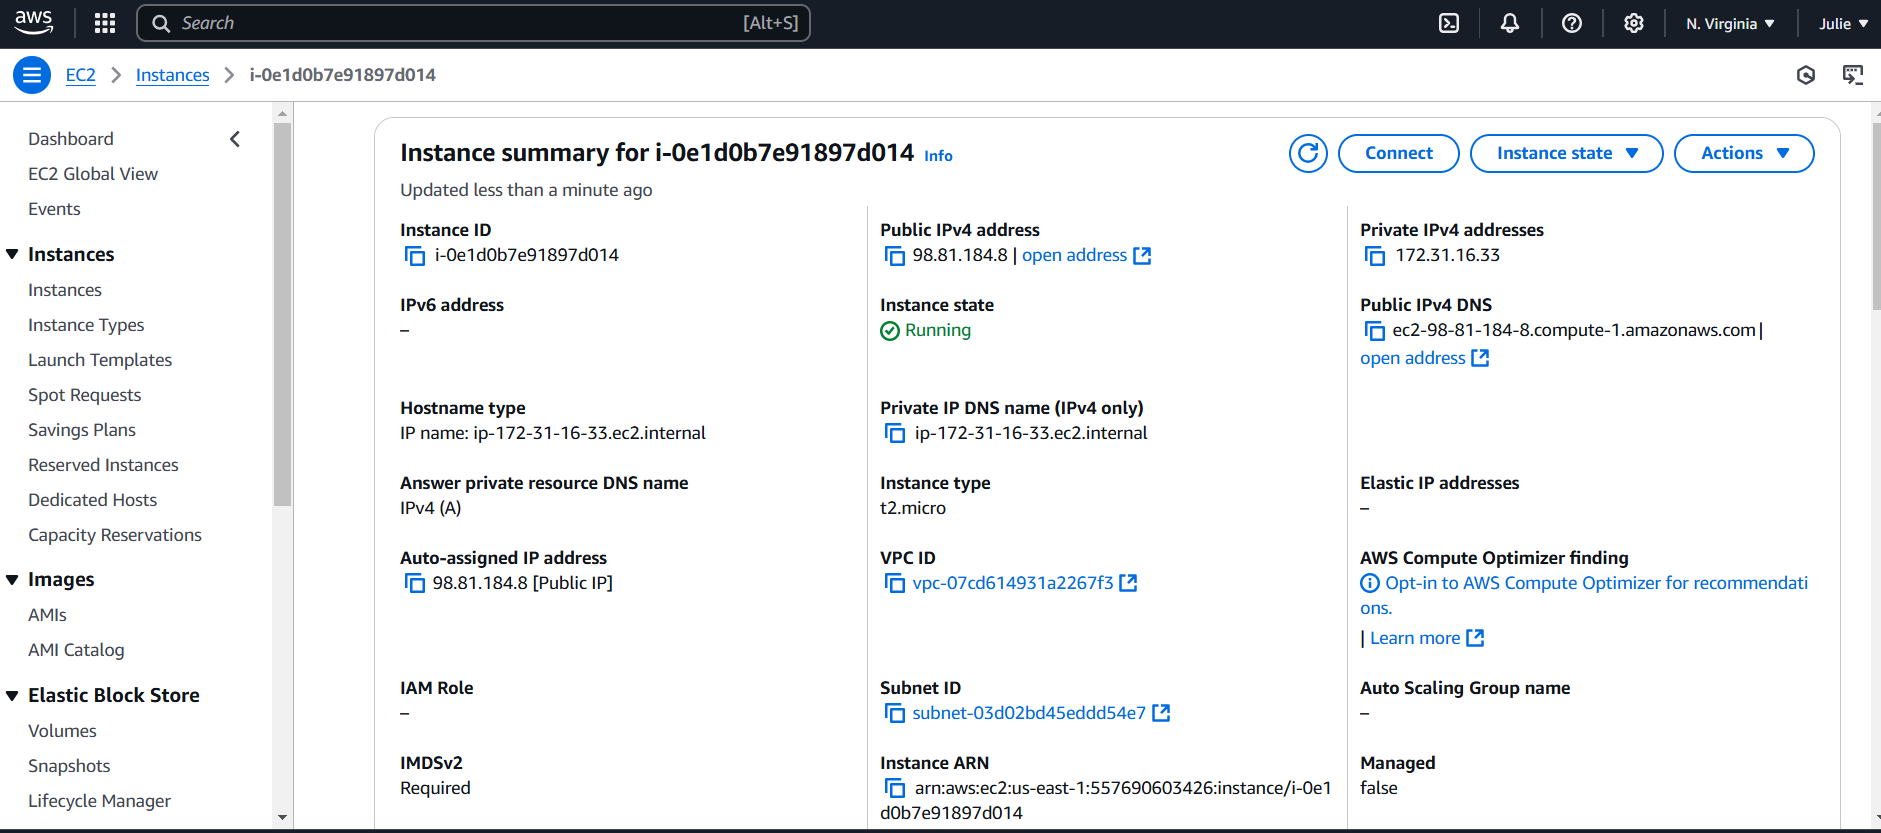 aws
Search
[Alt+S]
N. Virginia
Julie
EC2
Instances
i-0e1d0b7e91897d014
Dashboard
EC2 Global View
Events
Instances
Instances
Instance Types
Launch Templates
Spot Requests
Savings Plans
Reserved Instances
Dedicated Hosts
Capacity Reservations
Images
AMIs
AMI Catalog
Elastic Block Store
Volumes
Snapshots
Lifecycle Manager
Instance summary for i-0e1d0b7e91897d014 Info
Updated less than a minute ago
Connect
Instance state
Actions
Instance ID
i-0e1d0b7e91897d014
Public IPv4 address
98.81.184.8 | open address
Private IPv4 addresses
172.31.16.33
IPv6 address
–
Instance state
Running
Public IPv4 DNS
ec2-98-81-184-8.compute-1.amazonaws.com |
open address
Hostname type
IP name: ip-172-31-16-33.ec2.internal
Private IP DNS name (IPv4 only)
ip-172-31-16-33.ec2.internal
Answer private resource DNS name
IPv4 (A)
Instance type
t2.micro
Elastic IP addresses
–
Auto-assigned IP address
98.81.184.8 [Public IP]
VPC ID
vpc-07cd614931a2267f3
AWS Compute Optimizer finding
Opt-in to AWS Compute Optimizer for recommendati
ons.
| Learn more
IAM Role
–
Subnet ID
subnet-03d02bd45eddd54e7
Auto Scaling Group name
–
IMDSv2
Required
Instance ARN
arn:aws:ec2:us-east-1:557690603426:instance/i-0e1
d0b7e91897d014
Managed
false